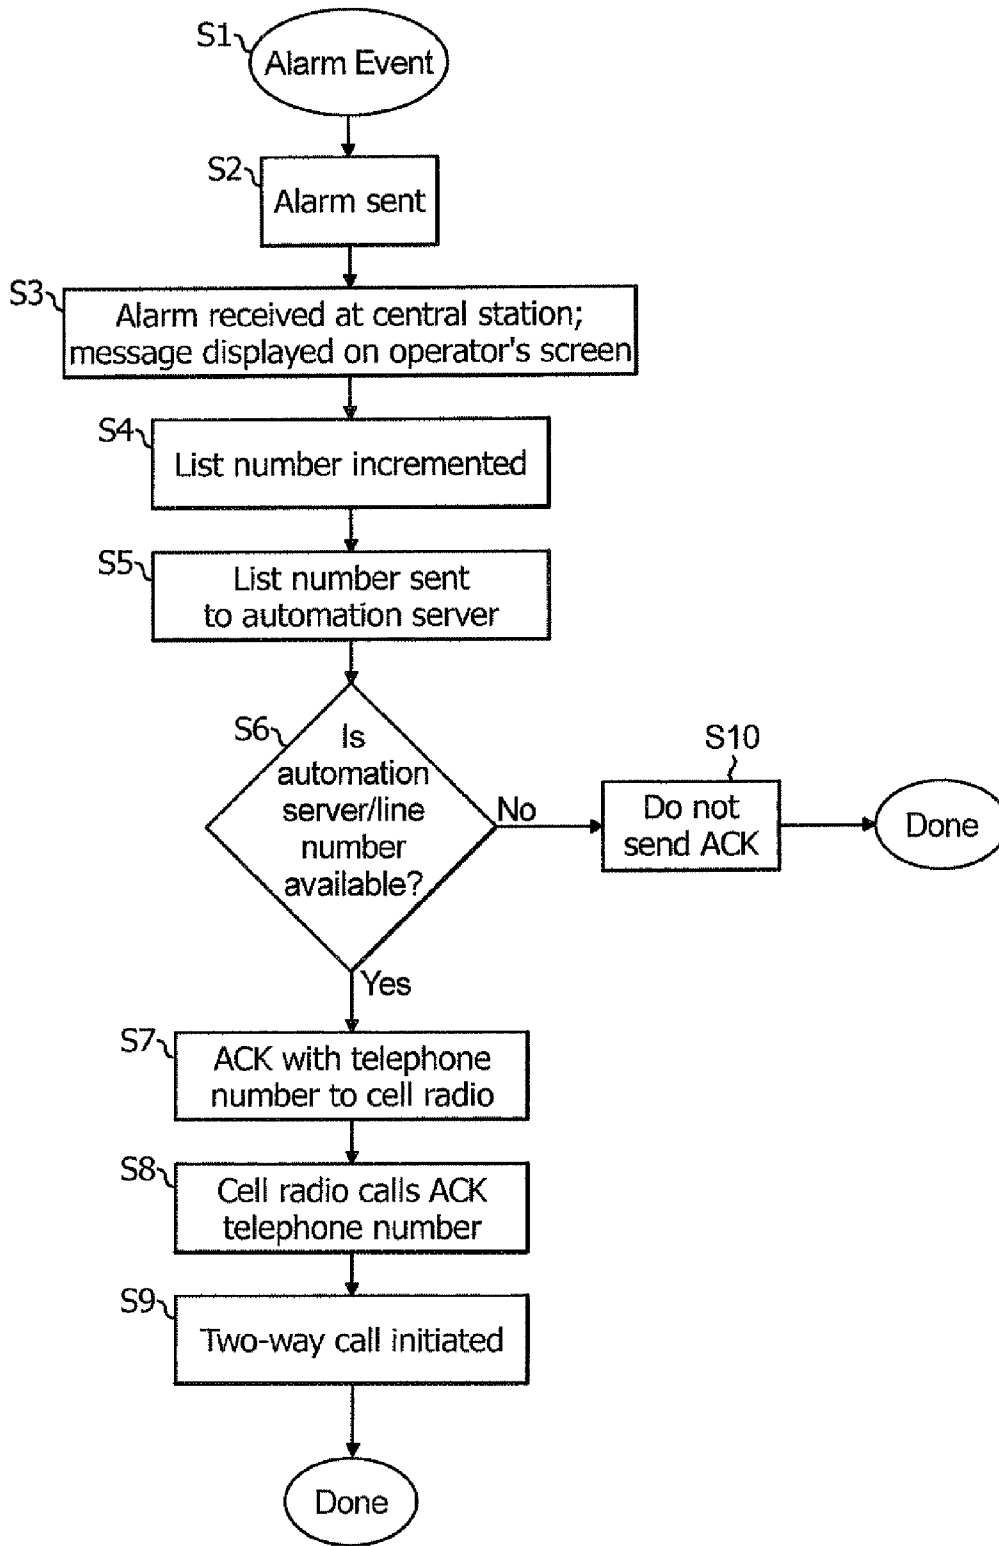 S1
Alarm Event
S2
Alarm sent
S3
Alarm received at central station;
message displayed on operator's screen
S4
List number incremented
S5
List number sent
to automation server
S6
Is
automation
server/line
number
available?
No
S10
Do not
send ACK
Done
Yes
S7
ACK with telephone
number to cell radio
S8
Cell radio calls ACK
telephone number
S9
Two-way call initiated
Done